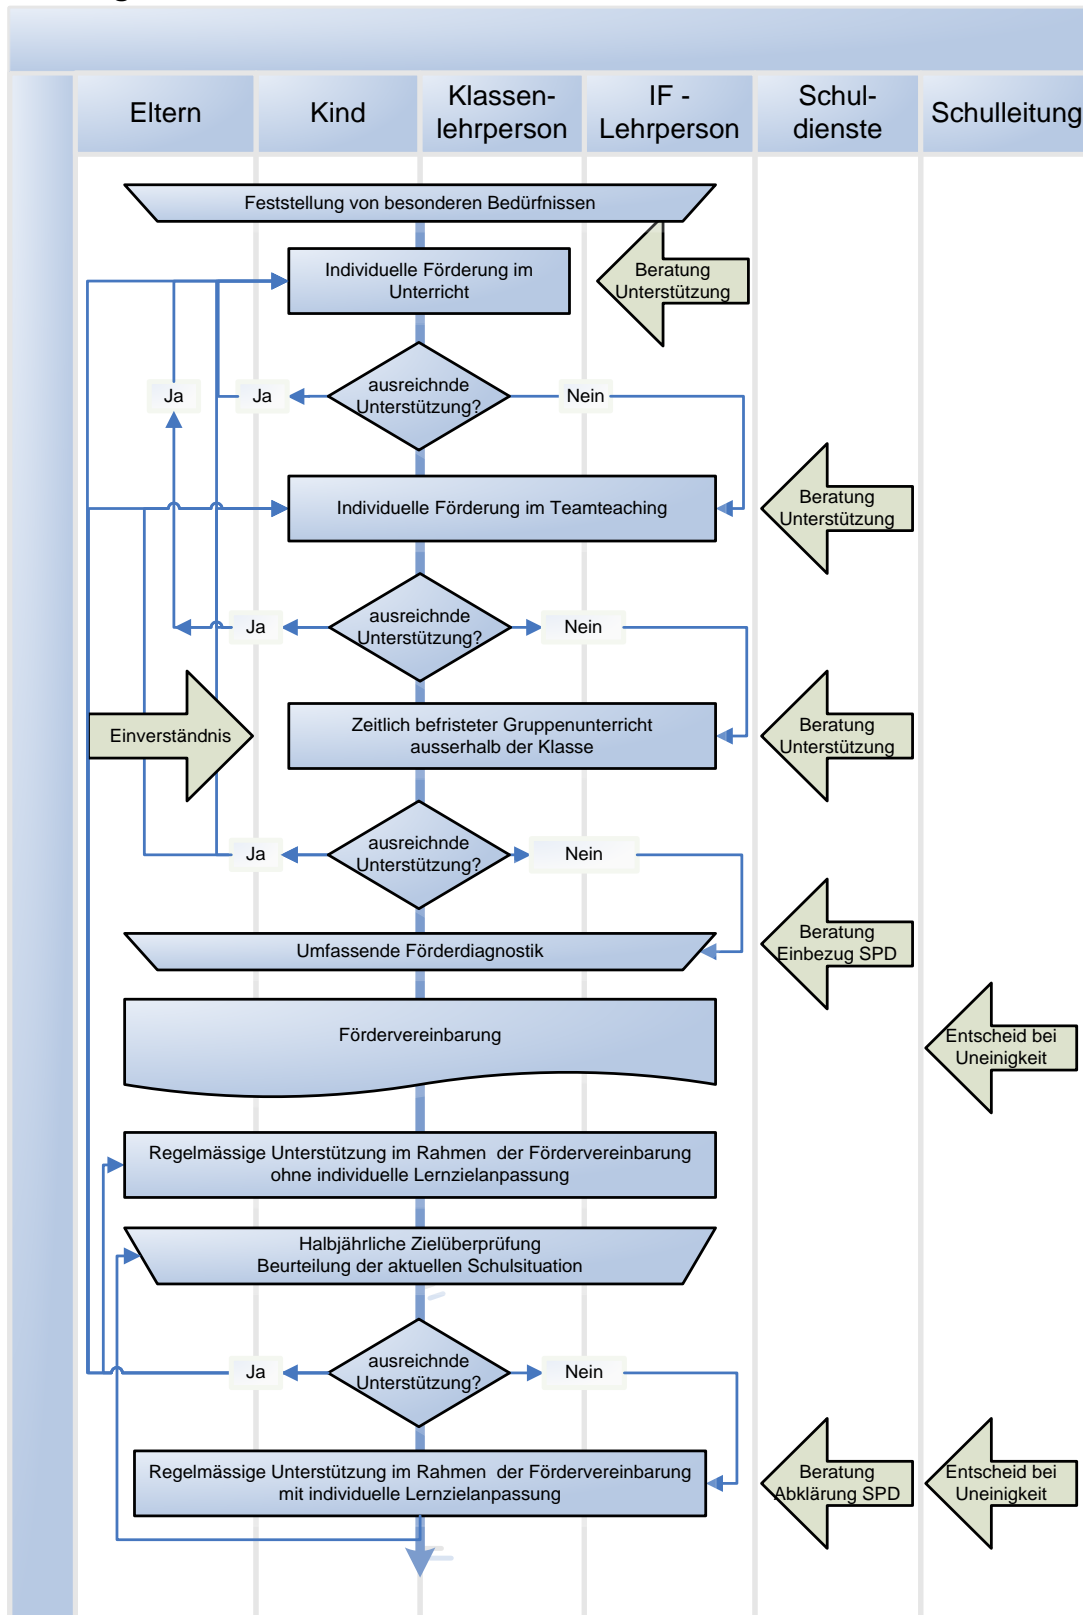 Eltern
Kind
Klassen-
lehrperson
IF -
Lehrperson
Schul-
dienste
Schulleitung
Feststellung von besonderen Bedürfnissen
Individuelle Förderung im
Unterricht
Beratung
Unterstützung
ausreichnde
Unterstützung?
Ja
Ja
Nein
Individuelle Förderung im Teamteaching
Beratung
Unterstützung
ausreichnde
Unterstützung?
Ja
Nein
Einverständnis
Zeitlich befristeter Gruppenunterricht
ausserhalb der Klasse
Beratung
Unterstützung
ausreichnde
Unterstützung?
Ja
Nein
Umfassende Förderdiagnostik
Beratung
Einbezug SPD
Fördervereinbarung
Entscheid bei
Uneinigkeit
Regelmässige Unterstützung im Rahmen der Fördervereinbarung
ohne individuelle Lernzielanpassung
Halbjährliche Zielüberprüfung
Beurteilung der aktuellen Schulsituation
ausreichnde
Unterstützung?
Ja
Nein
Regelmässige Unterstützung im Rahmen der Fördervereinbarung
mit individuelle Lernzielanpassung
Beratung
Abklärung SPD
Entscheid bei
Uneinigkeit